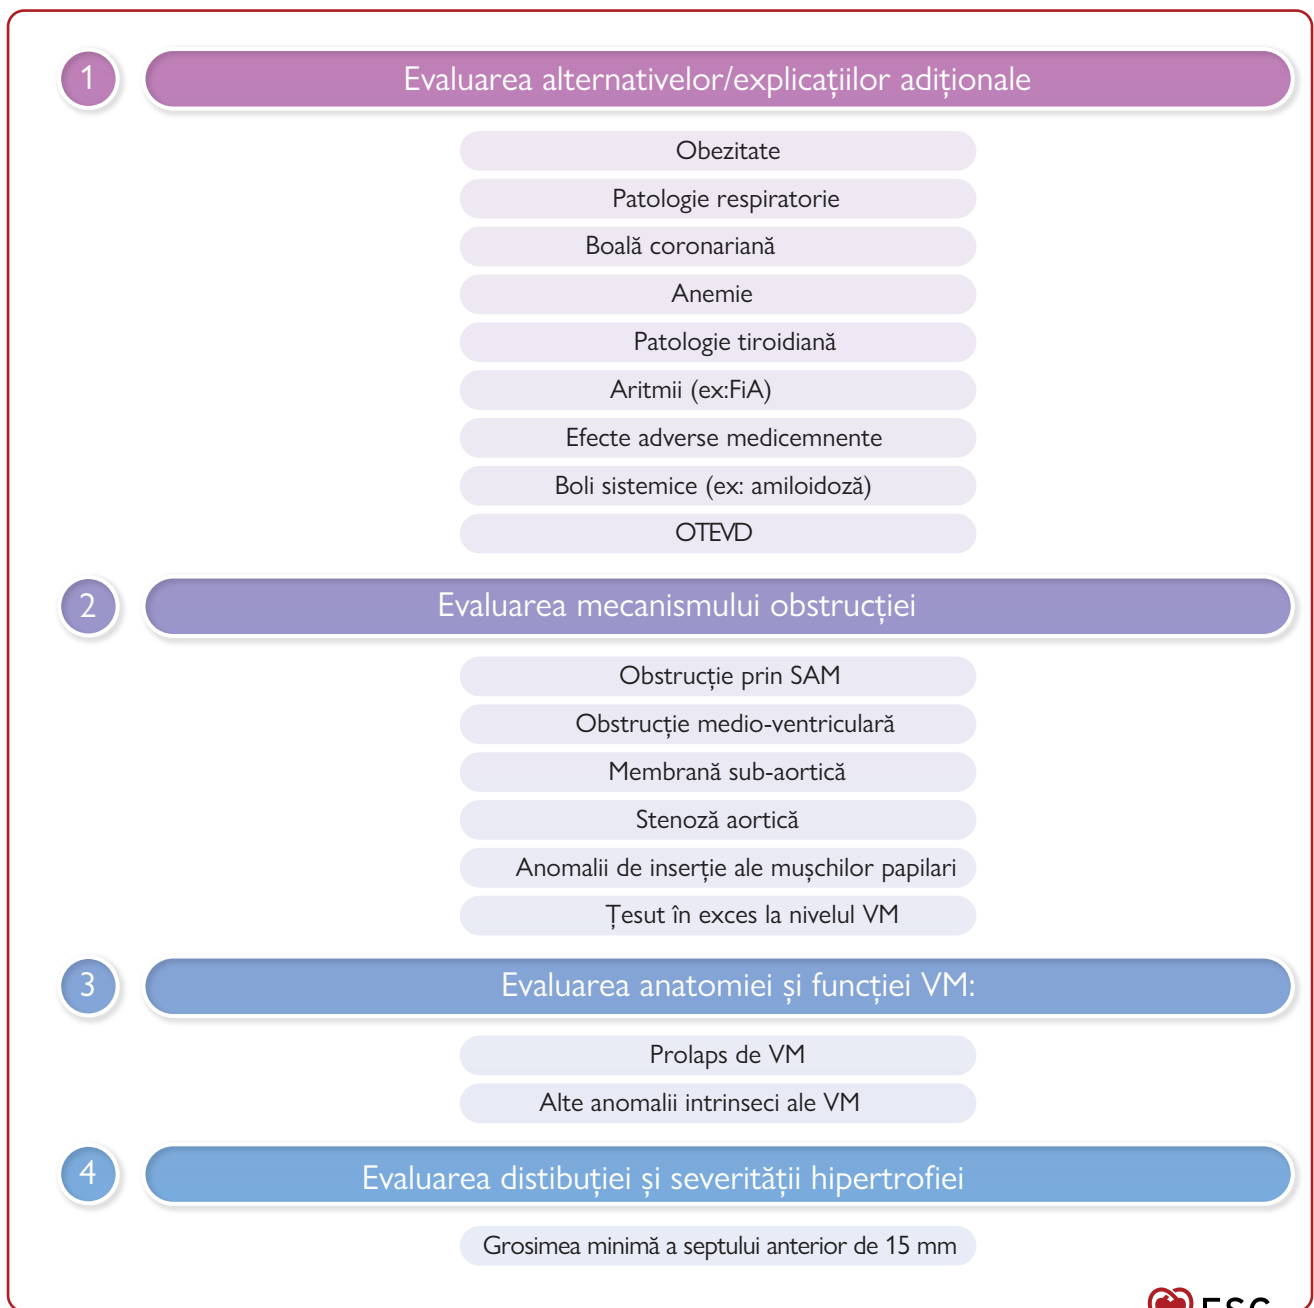 1
Evaluarea alternativelor/explicațiilor adiționale
Obezitate
Patologie respiratorie
Boală coronariană
Anemie
Patologie tiroidiană
Aritmii (ex:FiA)
Efecte adverse medicemnente
Boli sistemice (ex: amiloidoză)
OTEVD
2
Evaluarea mecanismului obstrucției
Obstrucție prin SAM
Obstrucție medio-ventriculară
Membrană sub-aortică
Stenoză aortică
Anomalii de inserție ale mușchilor papilari
Țesut în exces la nivelul VM
3
Evaluarea anatomiei și funcției VM:
Prolaps de VM
Alte anomalii intrinseci ale VM
4
Evaluarea distibuției și severității hipertrofiei
Grosimea minimă a septului anterior de 15 mm
ESC